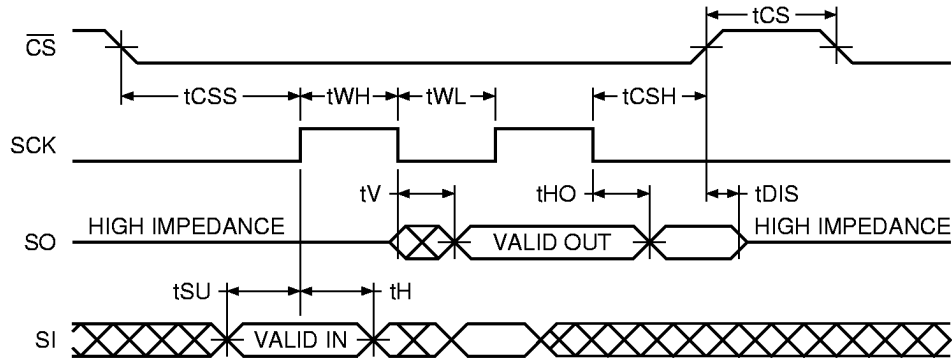 tCS
CS
tCSS
tWH
tWL
tCSH
SCK
tV
tHO
tDIS
HIGH IMPEDANCE
HIGH IMPEDANCE
SO
VALID OUT
tSU
tH
SI
VALID IN